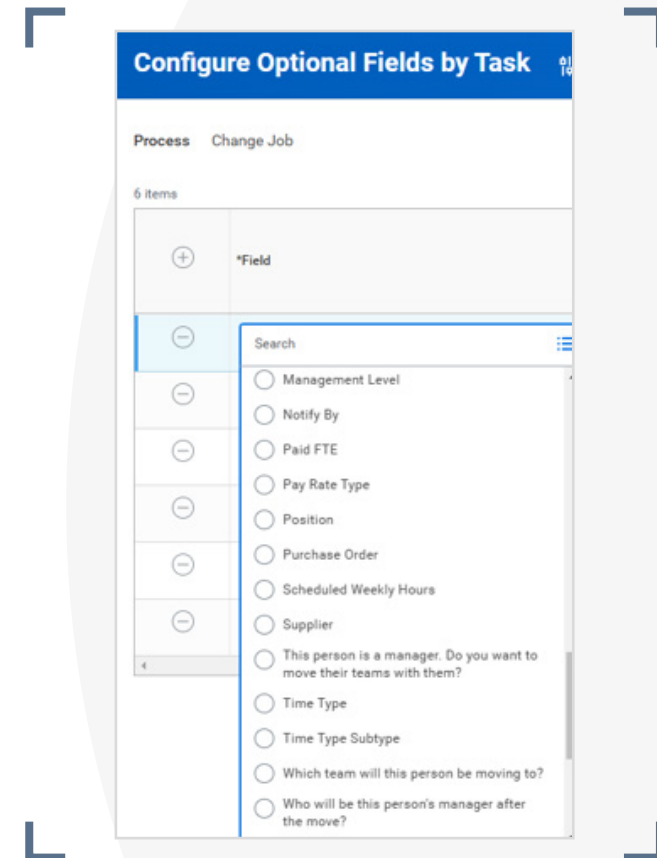 Configure Optional Fields by Task
Process Change Job
6 items
*Field
Search
Management Level
Notify By
Paid FTE
Pay Rate Type
Position
Purchase Order
Scheduled Weekly Hours
Supplier
This person is a manager. Do you want to
move their teams with them?
Time Type
Time Type Subtype
Which team will this person be moving to?
Who will be this person's manager after
the move?